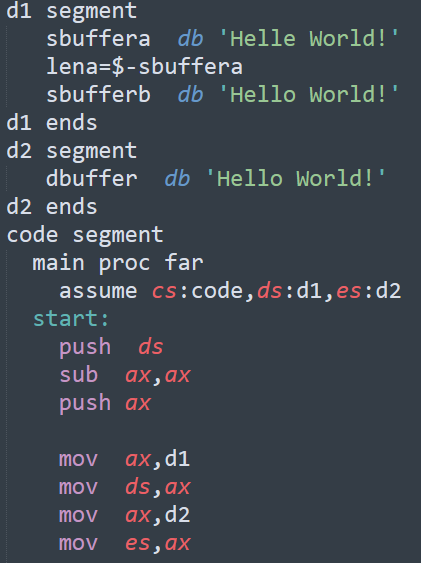 d1 segment
sbuffera db 'Helle World!'
lena=$-sbuffera
sbufferb db 'Hello World!'
d1 ends
d2 segment
dbuffer db 'Hello World!'
d2 ends
code segment
main proc far
assume cs:code,ds:d1,es:d2
start:
push ds
sub ax,ax
push ax
mov ax,d1
mov ds,ax
mov ax,d2
mov es,ax